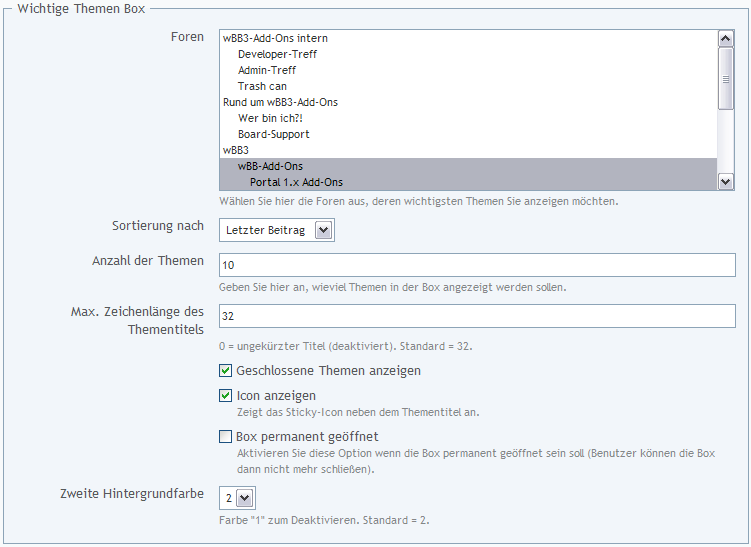 Wichtige Themen Box
Foren
wBB3-Add-Ons intern
Developer-Treff
Admin-Treff
Trash can
Rund um wBB3-Add-Ons
Wer bin ich?!
Board-Support
wBB3
wBB-Add-Ons
Portal 1.x Add-Ons
Wählen Sie hier die Foren aus, deren wichtigsten Themen Sie anzeigen möchten.
Sortierung nach
Letzter Beitrag
Anzahl der Themen
10
Geben Sie hier an, wieviel Themen in der Box angezeigt werden sollen.
Max. Zeichenlänge des
Thementitels
32
0 = ungekürzter Titel (deaktiviert). Standard = 32.
Geschlossene Themen anzeigen
Icon anzeigen
Zeigt das Sticky-Icon neben dem Thementitel an.
Box permanent geöffnet
Aktivieren Sie diese Option wenn die Box permanent geöffnet sein soll (Benutzer können die Box
dann nicht mehr schließen).
Zweite Hintergrundfarbe
2
Farbe "1" zum Deaktivieren. Standard = 2.